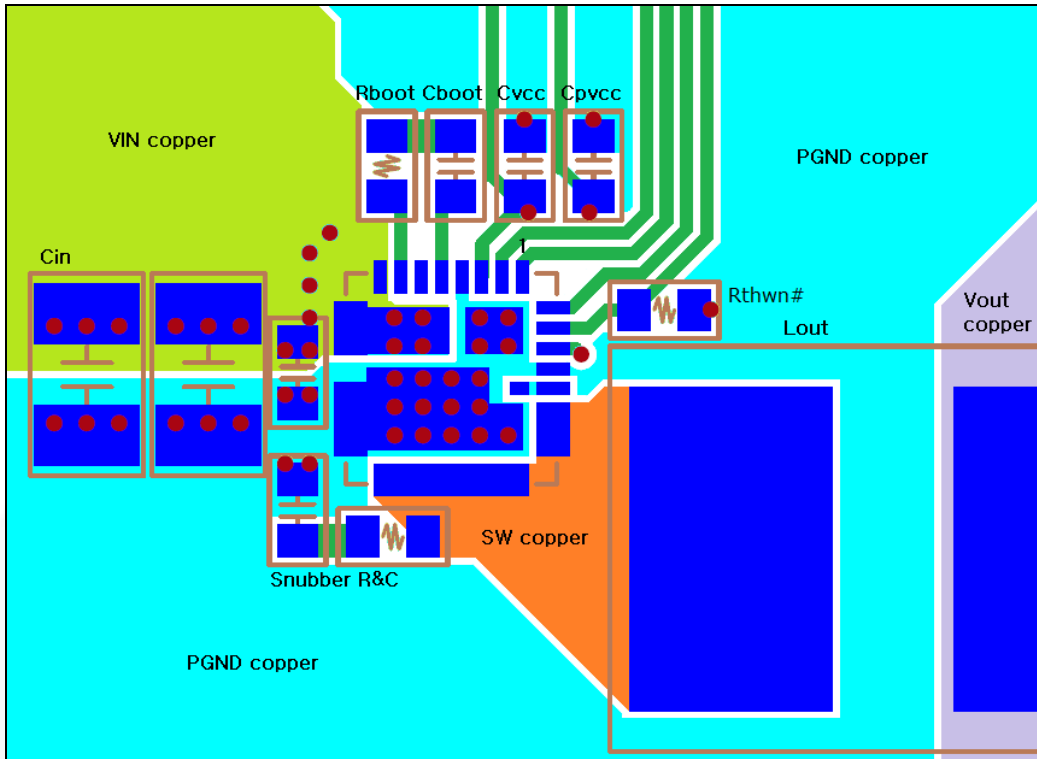 Rboot Cboot Cvcc Cpvcc
VIN copper
PGND copper
Cin
1
Rthwn#
Vout
copper
Lout
SW copper
Snubber R&C
PGND copper